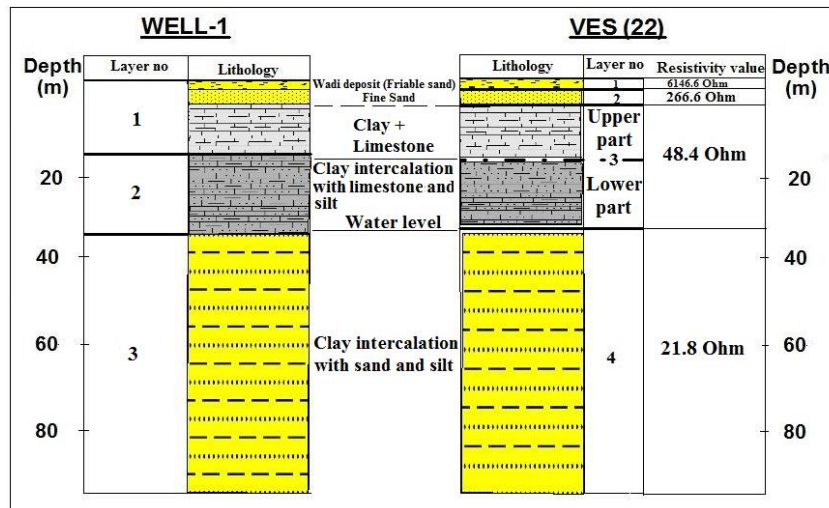 WELL-1
VES (22)
Depth
(m)
Layer no
Lithology
Lithology
Layer
no
Resistivity value
Depth
(m)
Wadi deposit (Friable sand)
1
6146.6 Ohm
Fine Sand
2
266.6 Ohm
1
Clay +
Limestone
Upper
part
3
48.4 Ohm
20
2
Clay intercalation
with limestone and
silt
Water level
Lower
part
20
40
40
60
3
Clay intercalation
with sand and silt
4
21.8 Ohm
60
80
80